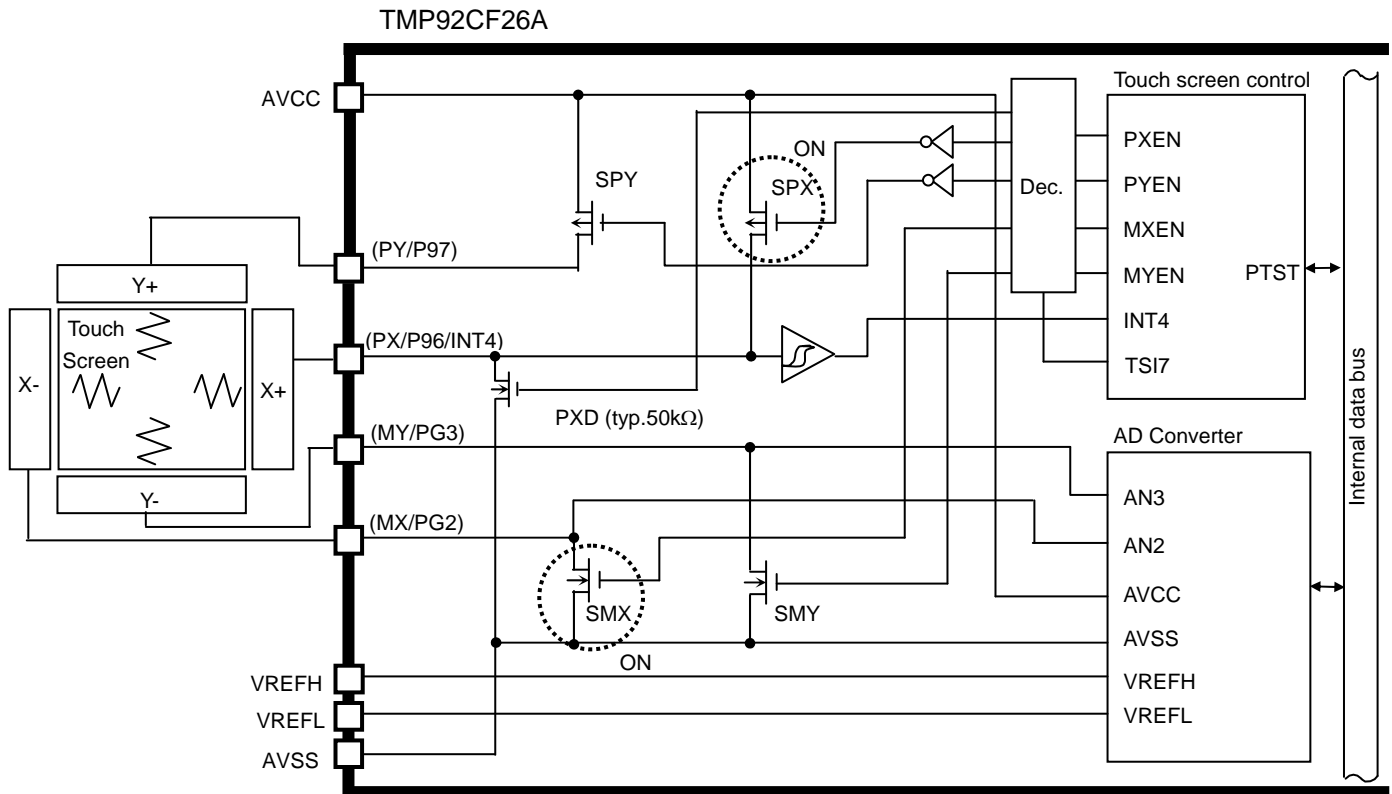 TMP92CF26A
Touch screen control
AVCC
PXEN
ON
SPY
SPX
PYEN
Dec.
MXEN
(PY/P97)
MYEN
PTST
Y+
INT4
Touch
Screen
(PX/P96/INT4)
TSI7
X-
X+
PXD (typ.50kΩ)
(MY/PG3)
AD Converter
Internal data bus
Y-
AN3
(MX/PG2)
AN2
AVCC
SMX
SMY
AVSS
ON
VREFH
VREFH
VREFL
VREFL
AVSS